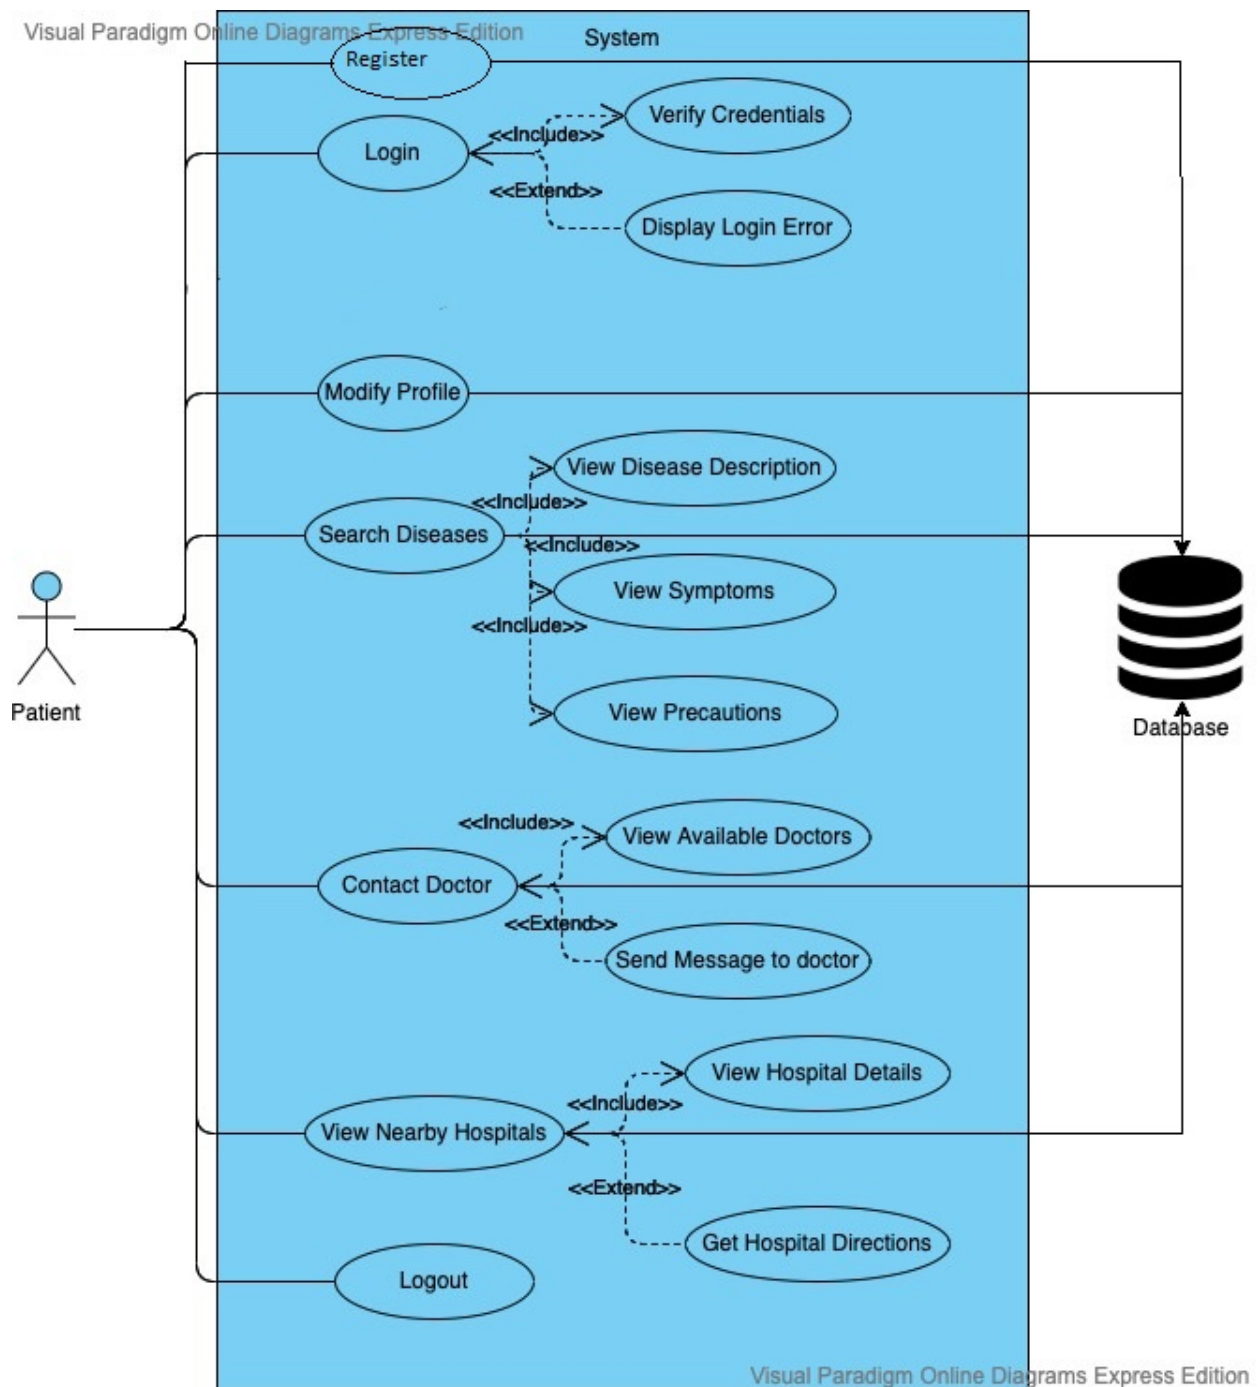 Visual Paradigm Online Diagrams Express Edition
System
Register
Verify Credentials
<<Include>>
Login
<<Extend>>
Display Login Error
Modify Profile
View Disease Description
<<Include>>
Search Diseases
<<Include>>
View Symptoms
<<Include>>
View Precautions
Patient
Database
<<Include>>
View Available Doctors
Contact Doctor
<<Extend>>
Send Message to doctor
View Hospital Details
<<Include>>
View Nearby Hospitals
<<Extend>>
Get Hospital Directions
Logout
Visual Paradigm Online Diagrams Express Edition